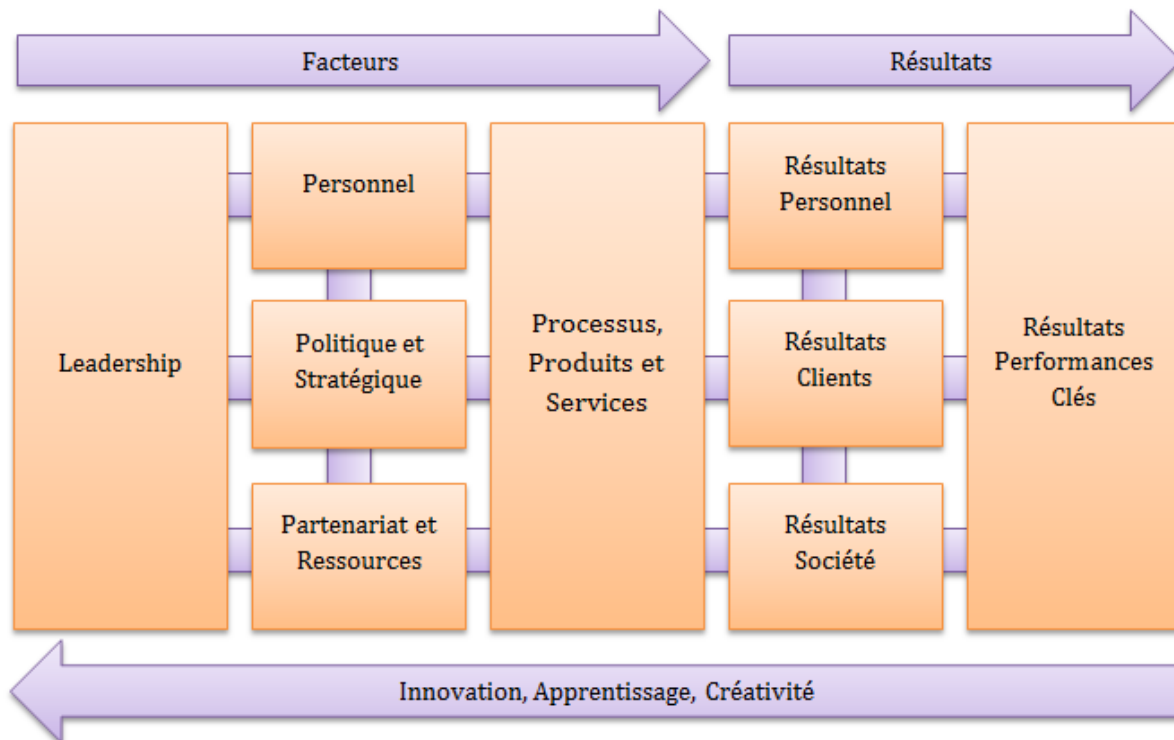 Facteurs
Résultats
Leadership
Personnel
Politique et
Stratégique
Partenariat et
Ressources
Processus,
Produits et
Services
Résultats
Personnel
Résultats
Clients
Résultats
Société
Résultats
Performances
Clés
Innovation, Apprentissage, Créativité